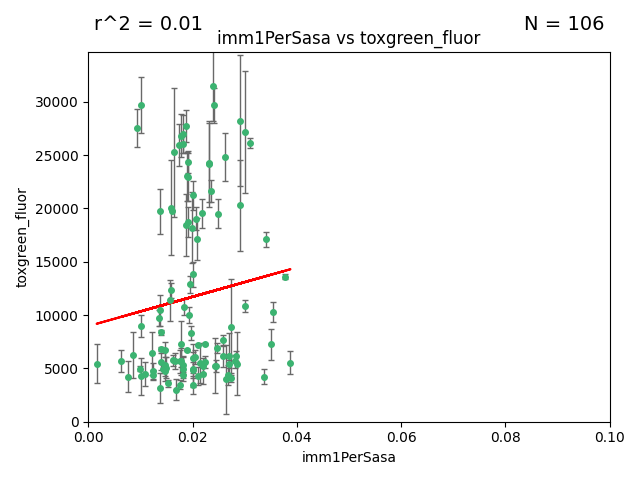 r^2 = 0.01
N = 106
imm1PerSasa vs toxgreen_fluor
toxgreen_fluor
30000
25000
20000
15000
10000
5000
0
0.00
0.02
0.04
0.06
0.08
0.10
imm1PerSasa